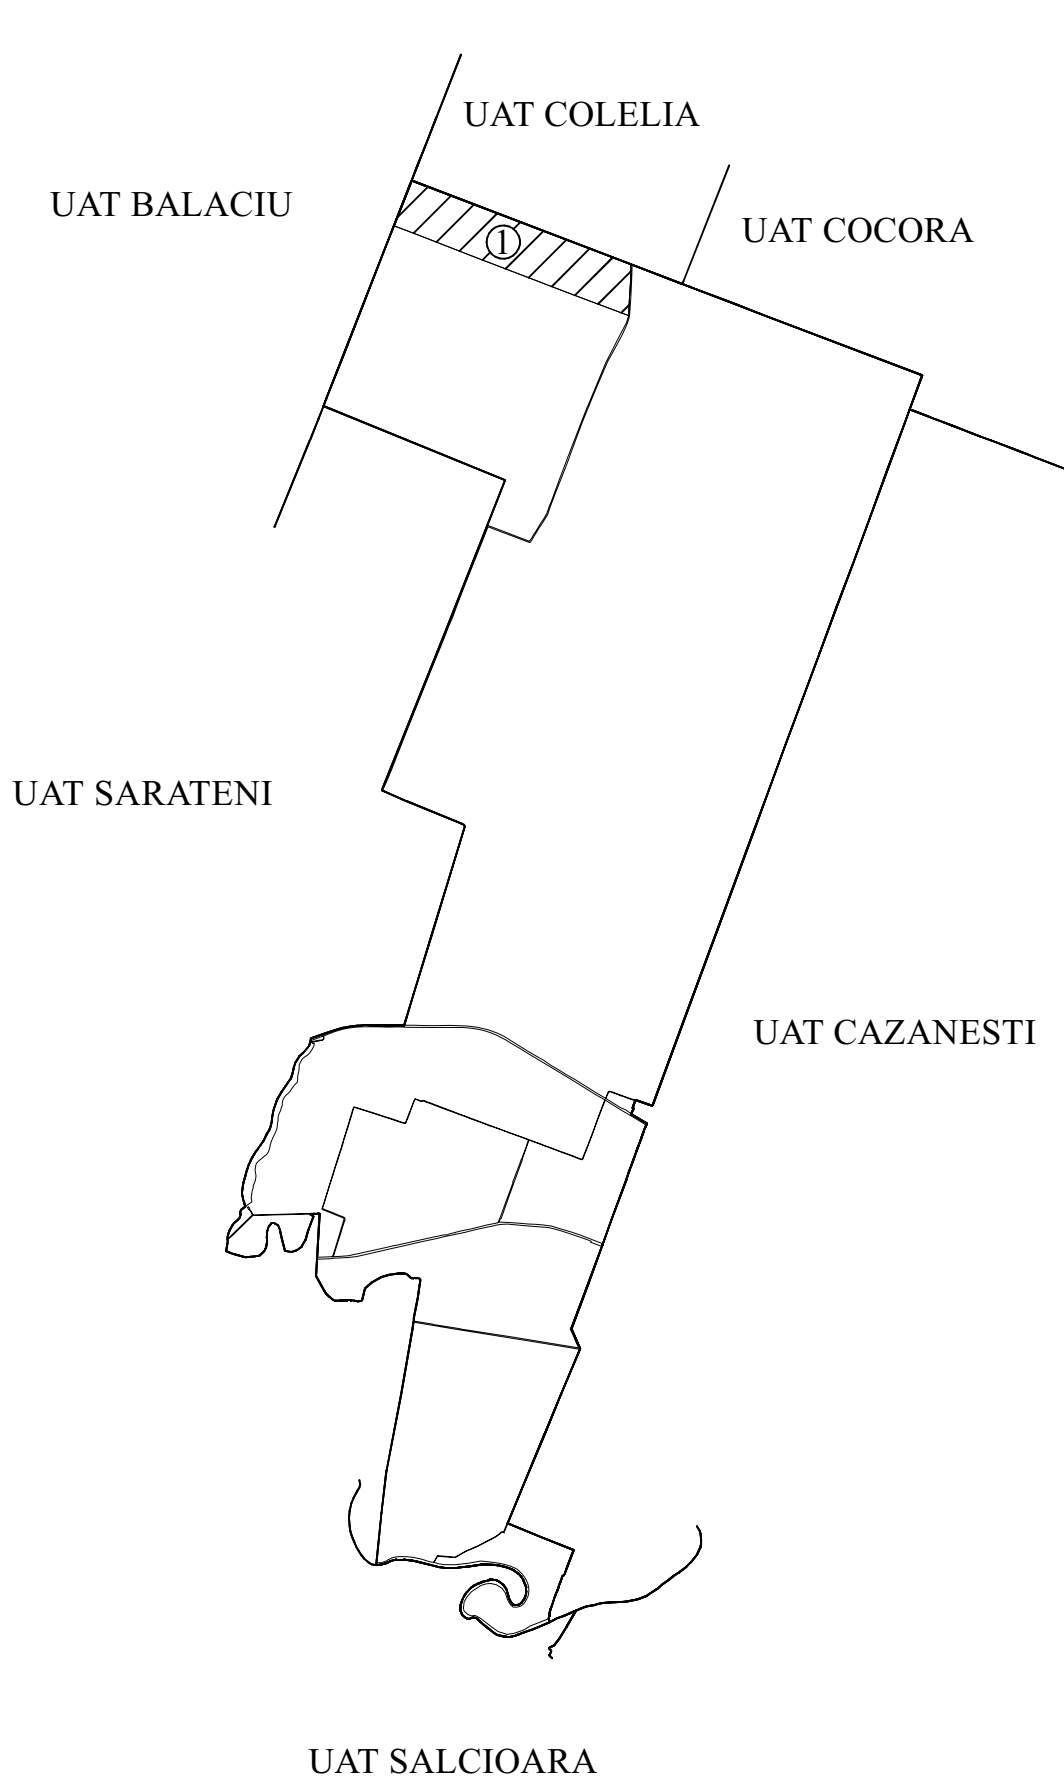 UAT COLELIA
UAT BALACIU
UAT COCORA
1
UAT SARATENI
UAT CAZANESTI
UAT SALCIOARA